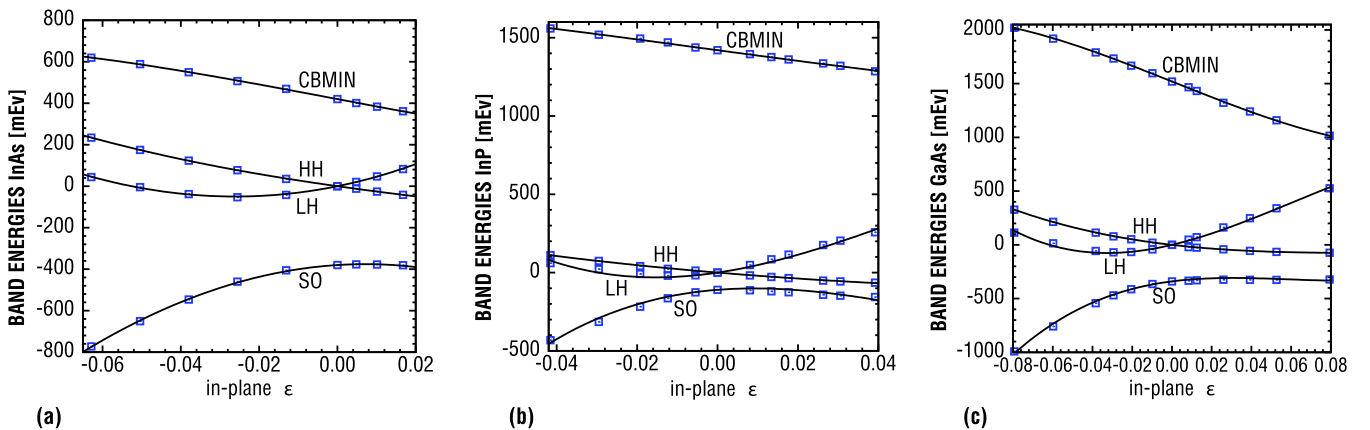 BAND ENERGIES InAs [mEv]
800
600
400
200
0
-200
-400
-600
-800
CBMIN
HH
LH
SO
-0.06 -0.04 -0.02 0.00 0.02
in-plane ε
(a)
BAND ENERGIES InP [mEv]
1500
1000
500
0
-500
CBMIN
HH
LH
SO
-0.04 -0.02 0.00 0.02 0.04
in-plane ε
(b)
BAND ENERGIES GaAs [mEv]
2000
1500
1000
500
0
-500
-1000
CBMIN
HH
LH
SO
-0.08 -0.06 -0.04 -0.02 0.00 0.02 0.04 0.06 0.08
in-plane ε
(c)